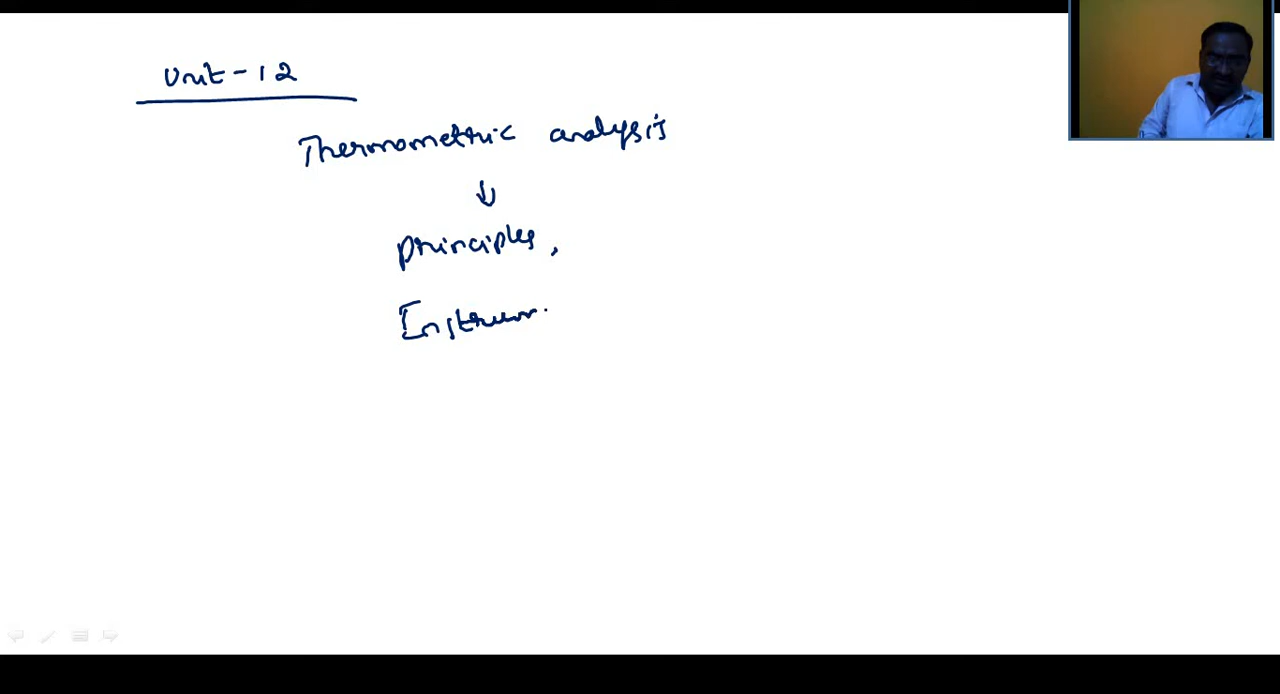 Unit - 12
Thermometric analysis
↓
principles,
Instrum.